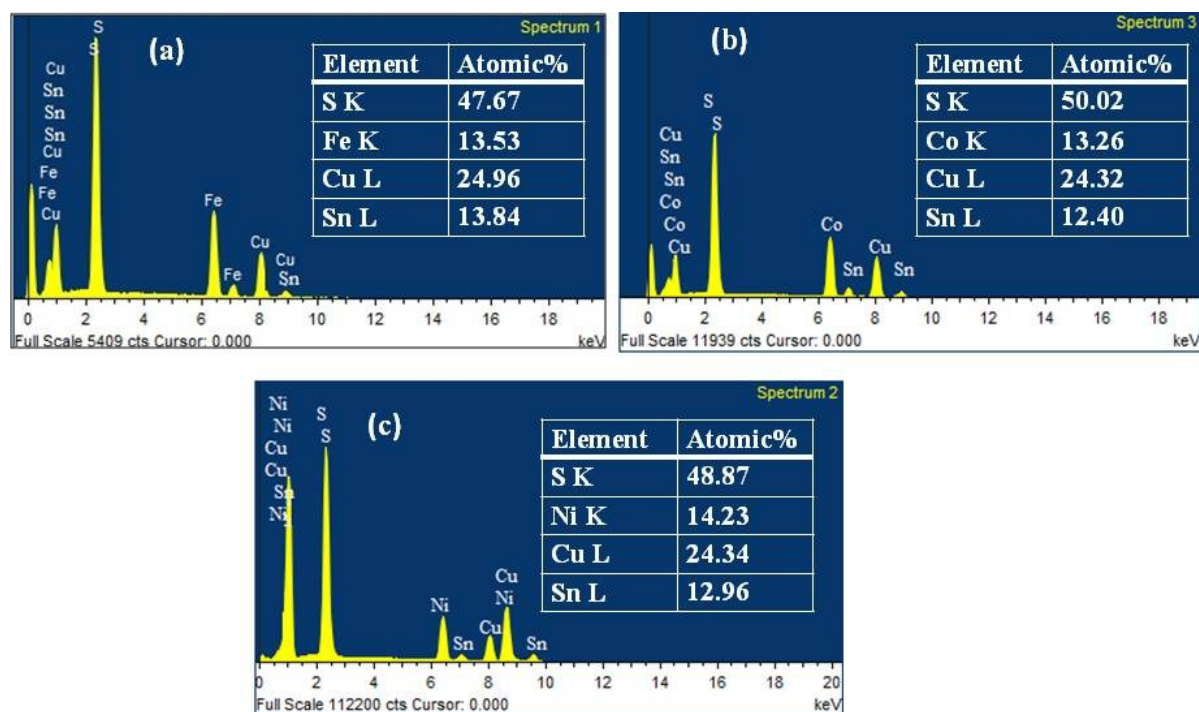 Spectrum 1
(a)
S
S
Cu
Sn
Sn
Sn
Cu
Fe
Fe
Cu
Fe
Fe
Cu
Cu
Sn
Element Atomic%
S K 47.67
Fe K 13.53
Cu L 24.96
Sn L 13.84
0 2 4 6 8 10 12 14 16 18
Full Scale 5409 cts Cursor: 0.000 keV
Spectrum 3
(b)
S
S
Cu
Sn
Sn
Co
Co
Cu
Co
Sn
Cu
Sn
Element Atomic%
S K 50.02
Co K 13.26
Cu L 24.32
Sn L 12.40
0 2 4 6 8 10 12 14 16 18
Full Scale 11939 cts Cursor: 0.000 keV
Spectrum 2
(c)
Ni
Ni
Cu
Cu
Sn
Ni
S
S
Ni
Sn
Cu
Cu
Ni
Sn
Element Atomic%
S K 48.87
Ni K 14.23
Cu L 24.34
Sn L 12.96
0 2 4 6 8 10 12 14 16 18 20
Full Scale 112200 cts Cursor: 0.000 keV